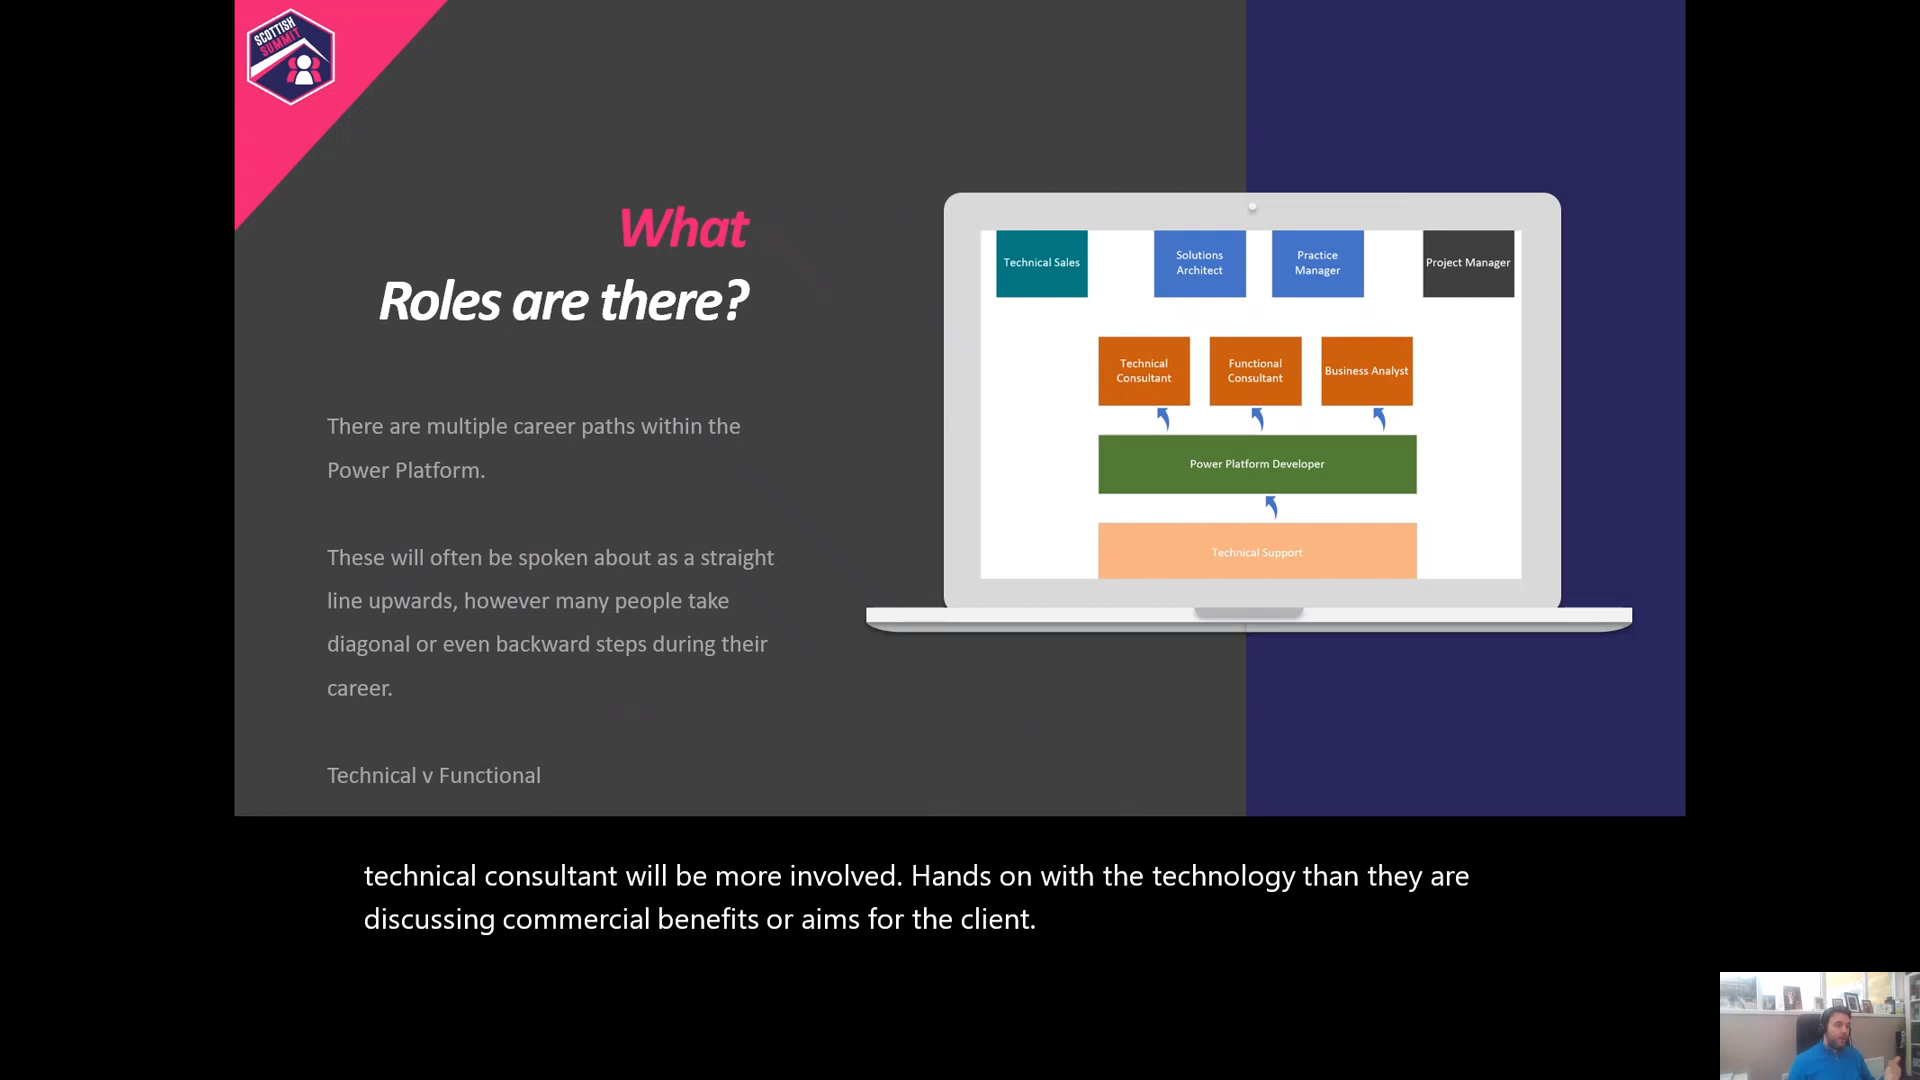 SCOTTISH
SUMMIT
What
Roles are there?
There are multiple career paths within the
Power Platform.
These will often be spoken about as a straight
line upwards, however many people take
diagonal or even backward steps during their
career.
Technical v Functional
Technical Sales
Solutions
Architect
Practice
Manager
Project Manager
Technical
Consultant
Functional
Consultant
Business Analyst
Power Platform Developer
Technical Support
technical consultant will be more involved. Hands on with the technology than they are
discussing commercial benefits or aims for the client.